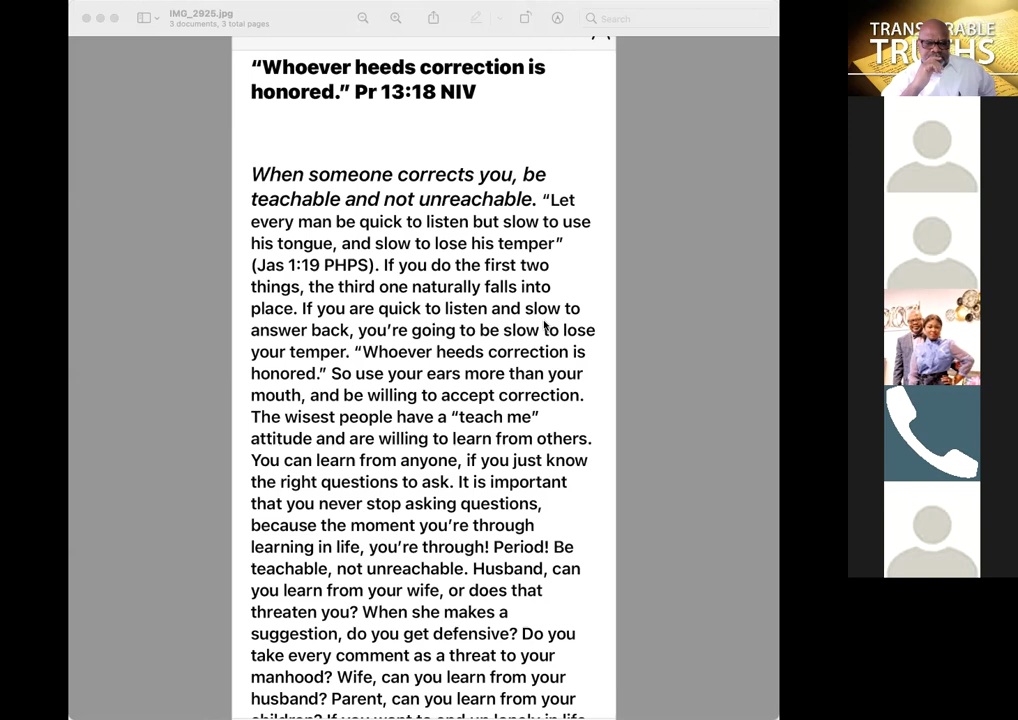 IMG_2925.jpg
3 documents, 3 total pages
Search
“Whoever heeds correction is
honored.” Pr 13:18 NIV
When someone corrects you, be
teachable and not unreachable. “Let
every man be quick to listen but slow to use
his tongue, and slow to lose his temper”
(Jas 1:19 PHPS). If you do the first two
things, the third one naturally falls into
place. If you are quick to listen and slow to
answer back, you’re going to be slow to lose
your temper. “Whoever heeds correction is
honored.” So use your ears more than your
mouth, and be willing to accept correction.
The wisest people have a “teach me”
attitude and are willing to learn from others.
You can learn from anyone, if you just know
the right questions to ask. It is important
that you never stop asking questions,
because the moment you’re through
learning in life, you’re through! Period! Be
teachable, not unreachable. Husband, can
you learn from your wife, or does that
threaten you? When she makes a
suggestion, do you get defensive? Do you
take every comment as a threat to your
manhood? Wife, can you learn from your
husband? Parent, can you learn from your
children? If you want to end up lonely in life